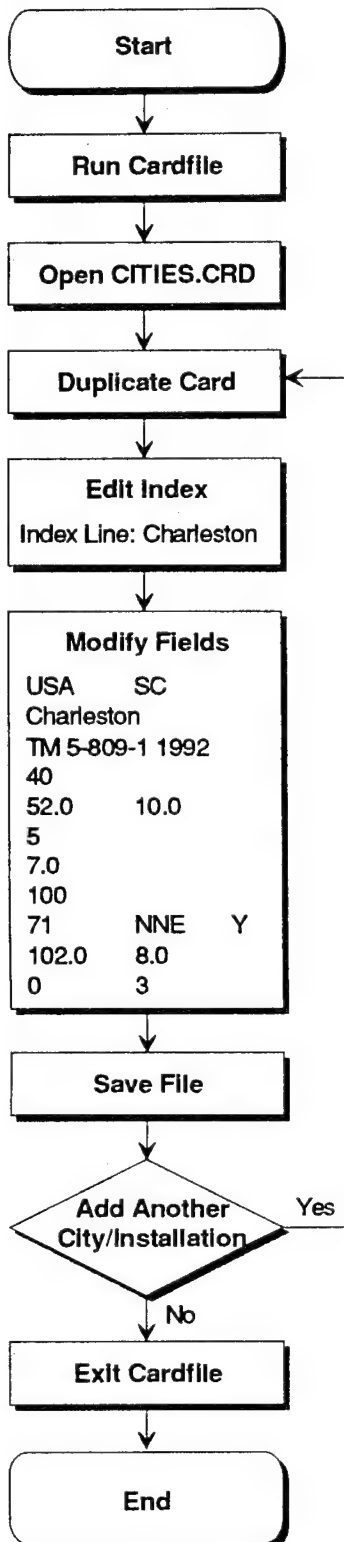 Start
Run Cardfile
Open CITIES.CRD
Duplicate Card
Edit Index
Index Line: Charleston
Modify Fields
USA SC
Charleston
TM 5-809-1 1992
40
52.0 10.0
5
7.0
100
71 NNE Y
102.0 8.0
0 3
Save File
Add Another
City/Installation
Yes
No
Exit Cardfile
End